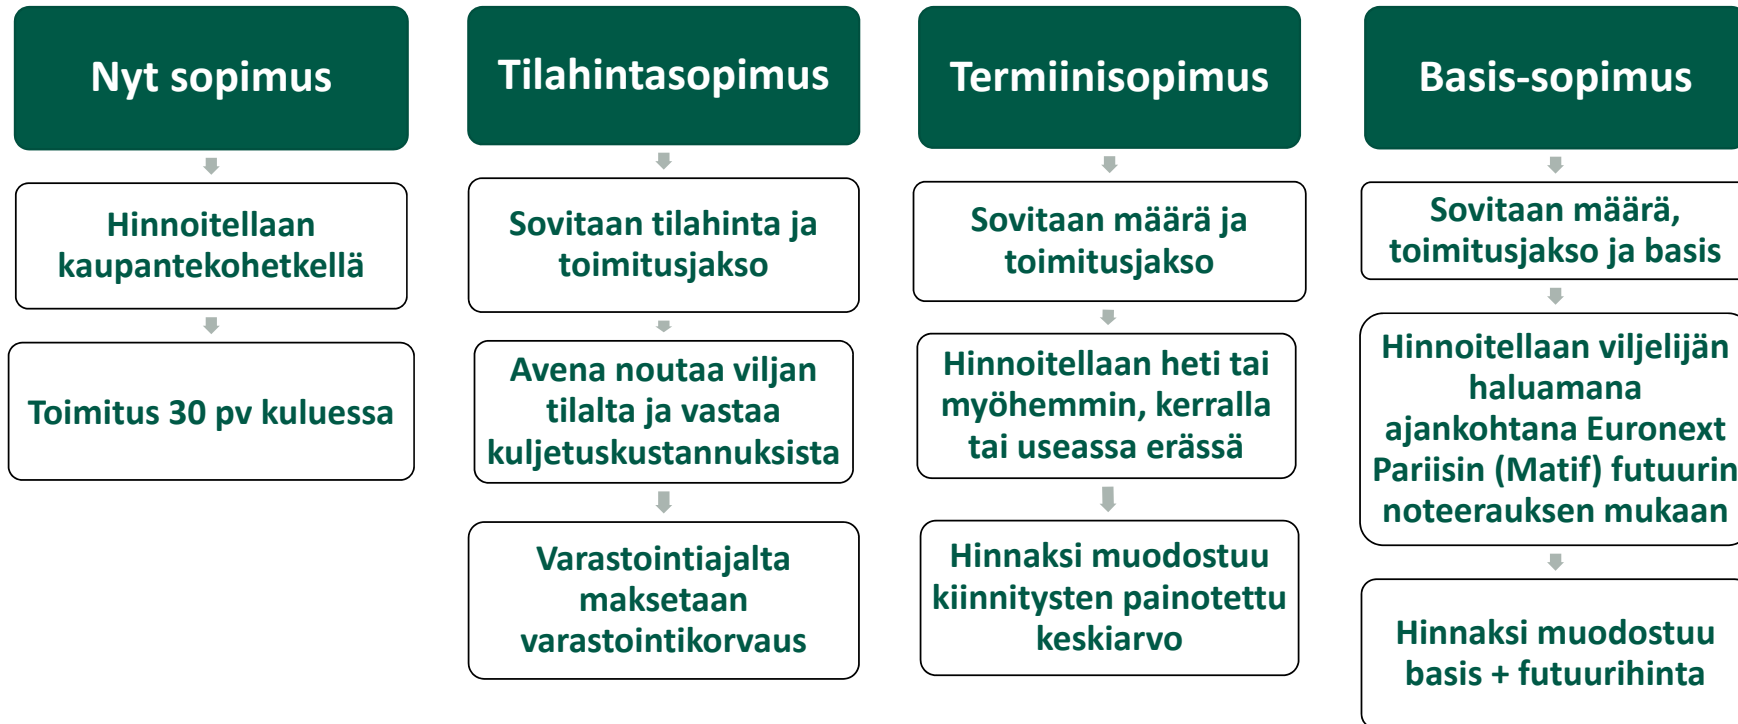 Nyt sopimus
Hinnoitellaan
kaupantekohetkellä
Toimitus 30 pv kuluessa
Tilahintasopimus
Sovitaan tilahinta ja
toimitusjakso
Avena noutaa viljan
tilalta ja vastaa
kuljetuskustannuksista
Varastointiajalta
maksetaan
varastointikorvaus
Termiinisopimus
Sovitaan määrä ja
toimitusjakso
Hinnoitellaan heti tai
myöhemmin, kerralla
tai useassa erässä
Hinnaksi muodostuu
kiinnitysten painotettu
keskiarvo
Basis-sopimus
Sovitaan määrä,
toimitusjakso ja basis
Hinnoitellaan viljelijän
haluamana
ajankohtana Euronext
Pariisin (Matif) futuurin
noteerauksen mukaan
Hinnaksi muodostuu
basis + futuurihinta